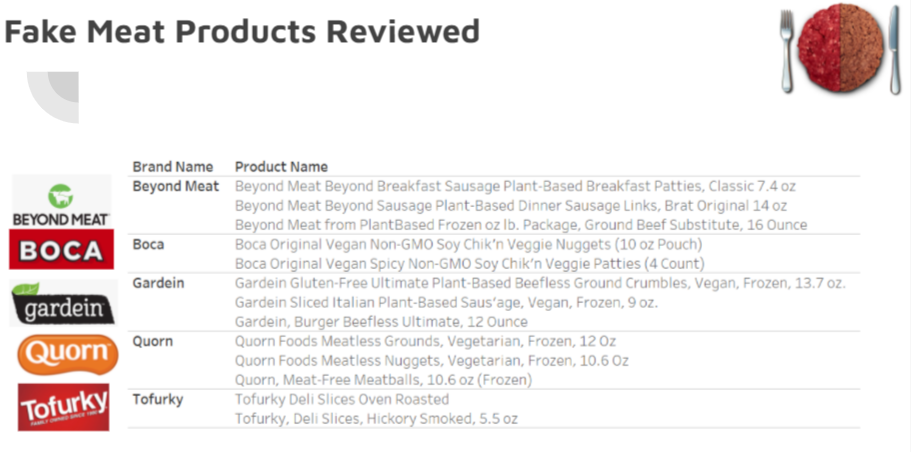 Fake Meat Products Reviewed
Brand Name Product Name
Beyond Meat Beyond Meat Beyond Breakfast Sausage Plant-Based Breakfast Patties, Classic 7.4 oz
Beyond Meat Beyond Sausage Plant-Based Dinner Sausage Links, Brat Original 14 oz
Beyond Meat from PlantBased Frozen oz lb. Package, Ground Beef Substitute, 16 Ounce
BEYOND MEAT
BOCA
Boca Boca Original Vegan Non-GMO Soy Chik'n Veggie Nuggets (10 oz Pouch)
Boca Original Vegan Spicy Non-GMO Soy Chik'n Veggie Patties (4 Count)
gardein
Gardein Gardein Gluten-Free Ultimate Plant-Based Beefless Ground Crumbles, Vegan, Frozen, 13.7 oz.
Gardein Sliced Italian Plant-Based Saus'age, Vegan, Frozen, 9 oz.
Gardein, Burger Beefless Ultimate, 12 Ounce
Quorn
Quorn Quorn Foods Meatless Grounds, Vegetarian, Frozen, 12 Oz
Quorn Foods Meatless Nuggets, Vegetarian, Frozen, 10.6 Oz
Quorn, Meat-Free Meatballs, 10.6 oz (Frozen)
Tofurky
FAMILY OWNED SINCE 1980
Tofurky Tofurky Deli Slices Oven Roasted
Tofurky, Deli Slices, Hickory Smoked, 5.5 oz